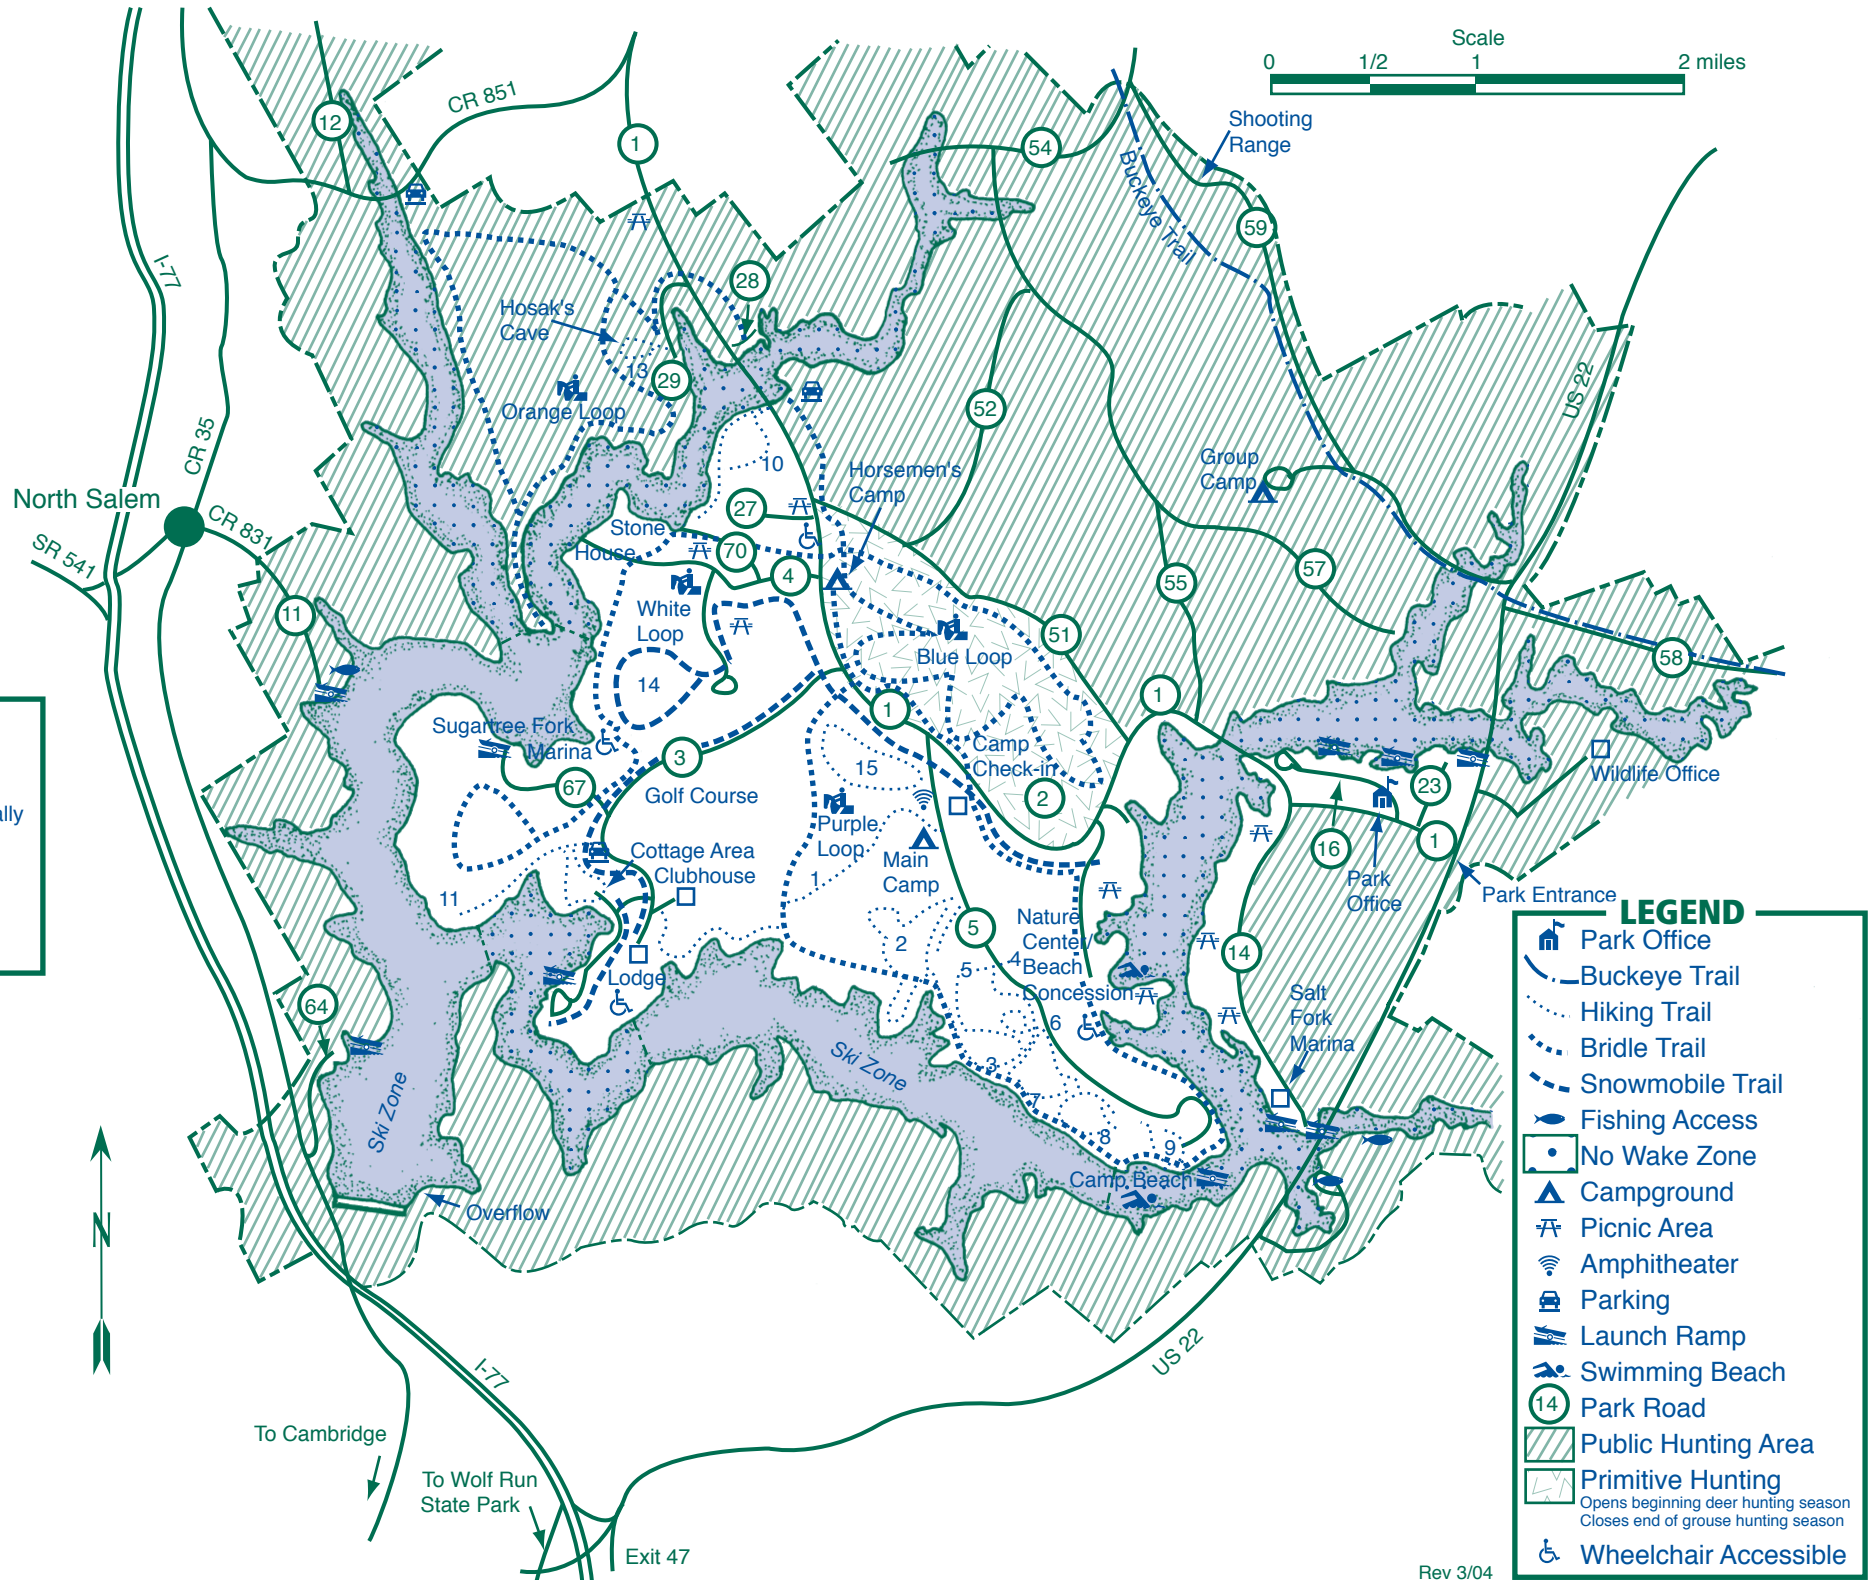 Scale
0 1/2 1 2 miles
CR 851
12
1
54
Shooting
Range
Buckeye Trail
59
I-77
28
Hosak's
Cave
13
29
Orange Loop
52
US 22
CR 35
10
Horsemen's
Camp
Group
Camp
North Salem
CR 831
SR 541
27
Stone
House
70
4
55
57
11
White
Loop
51
Blue Loop
58
14
1
1
Sugartree Fork
Marina
3
Camp
Check-in
15
Wildlife Office
67
Golf Course
2
23
ally
Purple
Loop
16
1
Cottage Area
Clubhouse
Main
Camp
1
Park
Office
Park Entrance
11
2
5
Nature
Center/
Beach
Concession
4
5
14
Lodge
64
6
Salt
Fork
Marina
Ski Zone
3
Ski Zone
7
8
9
Camp Beach
Overflow
N
I-77
US 22
To Cambridge
To Wolf Run
State Park
Exit 47
Rev 3/04
LEGEND
Park Office
Buckeye Trail
Hiking Trail
Bridle Trail
Snowmobile Trail
Fishing Access
No Wake Zone
Campground
Picnic Area
Amphitheater
Parking
Launch Ramp
Swimming Beach
14 Park Road
Public Hunting Area
Primitive Hunting
Opens beginning deer hunting season
Closes end of grouse hunting season
Wheelchair Accessible